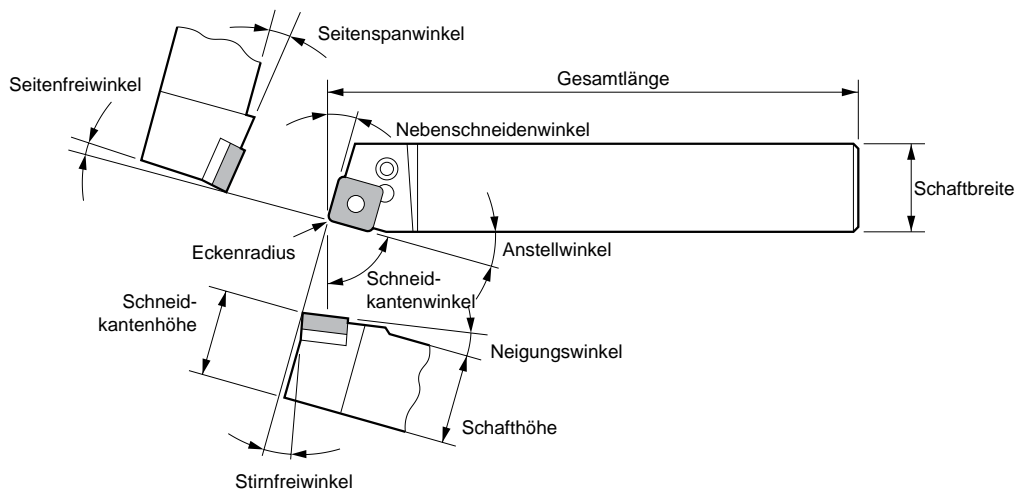 Seitenspanwinkel
Seitenfreiwinkel
Gesamtlänge
Nebenschneidenwinkel
Schaftbreite
Eckenradius
Anstellwinkel
Schneid-
kantenwinkel
Schneid-
kantenhöhe
Neigungswinkel
Schafthöhe
Stirnfreiwinkel